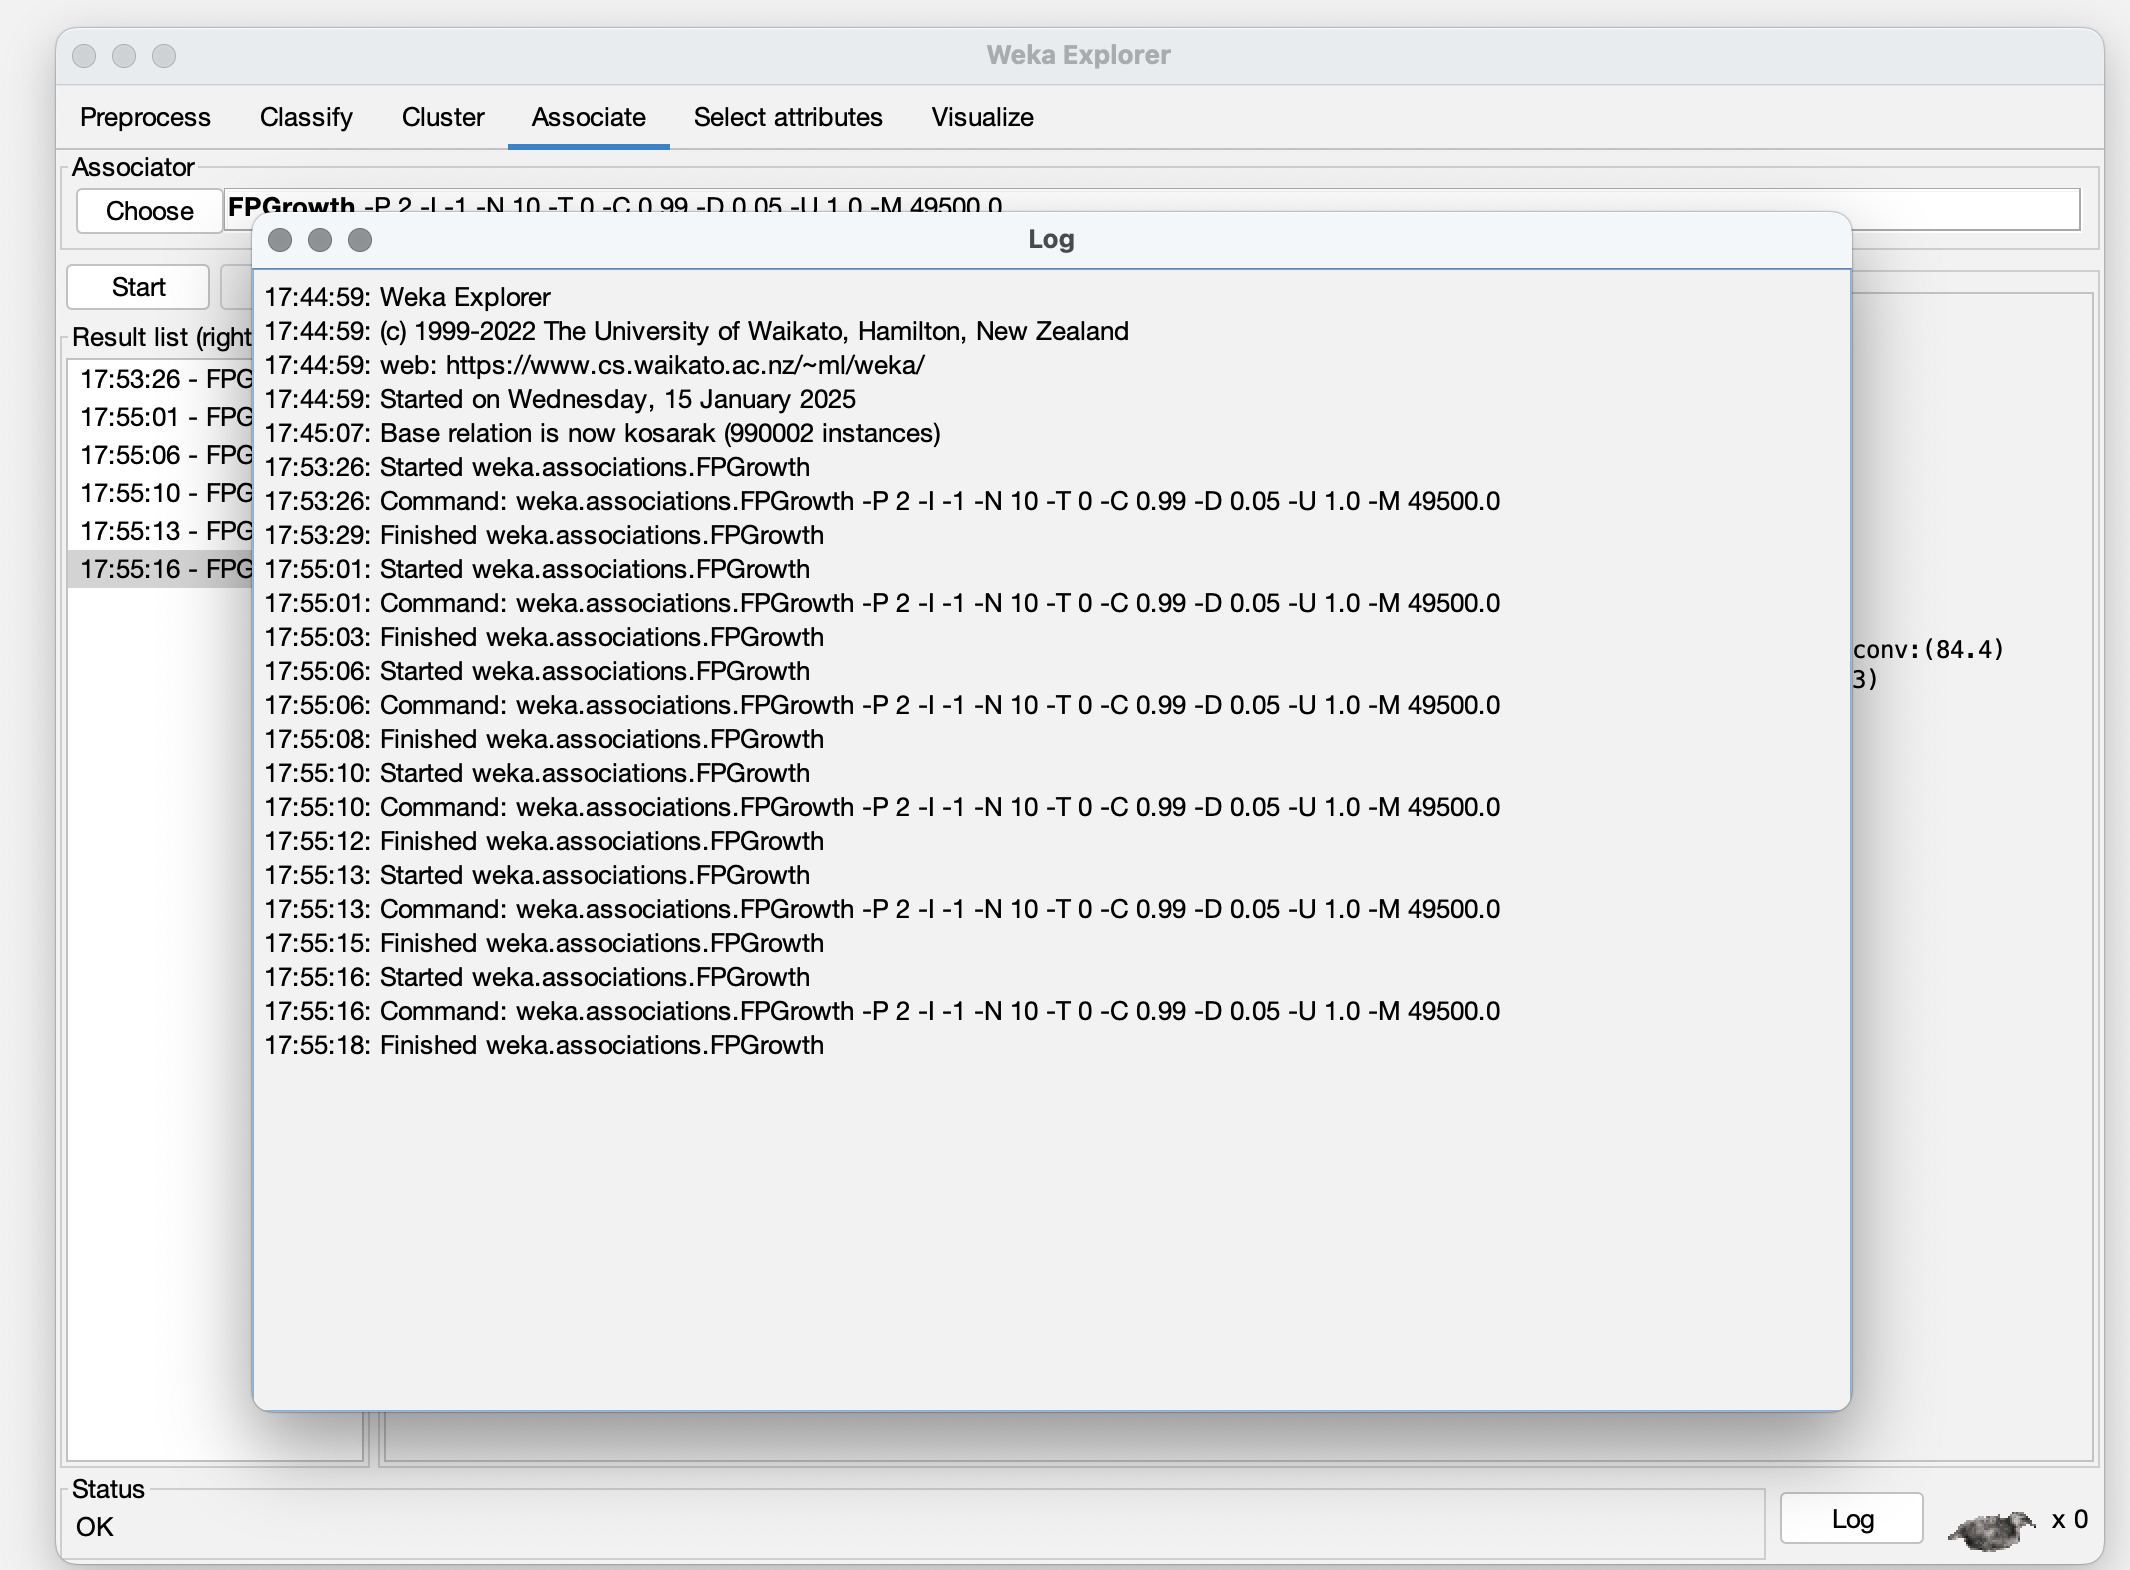 Weka Explorer
Preprocess Classify Cluster Associate Select attributes Visualize
Associator
Choose FPGrowth -P 2 -I -1 -N 10 -T 0 -C 0.99 -D 0.05 -U 1.0 -M 49500.0
Log
Start
Result list (right
17:53:26 - FPG
17:55:01 - FPG
17:55:06 - FPG
17:55:10 - FPG
17:55:13 - FPG
17:55:16 - FPG
17:44:59: Weka Explorer
17:44:59: (c) 1999-2022 The University of Waikato, Hamilton, New Zealand
17:44:59: web: https://www.cs.waikato.ac.nz/~ml/weka/
17:44:59: Started on Wednesday, 15 January 2025
17:45:07: Base relation is now kosarak (990002 instances)
17:53:26: Started weka.associations.FPGrowth
17:53:26: Command: weka.associations.FPGrowth -P 2 -I -1 -N 10 -T 0 -C 0.99 -D 0.05 -U 1.0 -M 49500.0
17:53:29: Finished weka.associations.FPGrowth
17:55:01: Started weka.associations.FPGrowth
17:55:01: Command: weka.associations.FPGrowth -P 2 -I -1 -N 10 -T 0 -C 0.99 -D 0.05 -U 1.0 -M 49500.0
17:55:03: Finished weka.associations.FPGrowth
17:55:06: Started weka.associations.FPGrowth
17:55:06: Command: weka.associations.FPGrowth -P 2 -I -1 -N 10 -T 0 -C 0.99 -D 0.05 -U 1.0 -M 49500.0
17:55:08: Finished weka.associations.FPGrowth
17:55:10: Started weka.associations.FPGrowth
17:55:10: Command: weka.associations.FPGrowth -P 2 -I -1 -N 10 -T 0 -C 0.99 -D 0.05 -U 1.0 -M 49500.0
17:55:12: Finished weka.associations.FPGrowth
17:55:13: Started weka.associations.FPGrowth
17:55:13: Command: weka.associations.FPGrowth -P 2 -I -1 -N 10 -T 0 -C 0.99 -D 0.05 -U 1.0 -M 49500.0
17:55:15: Finished weka.associations.FPGrowth
17:55:16: Started weka.associations.FPGrowth
17:55:16: Command: weka.associations.FPGrowth -P 2 -I -1 -N 10 -T 0 -C 0.99 -D 0.05 -U 1.0 -M 49500.0
17:55:18: Finished weka.associations.FPGrowth
conv:(84.4)
3)
Status
OK
Log
x 0